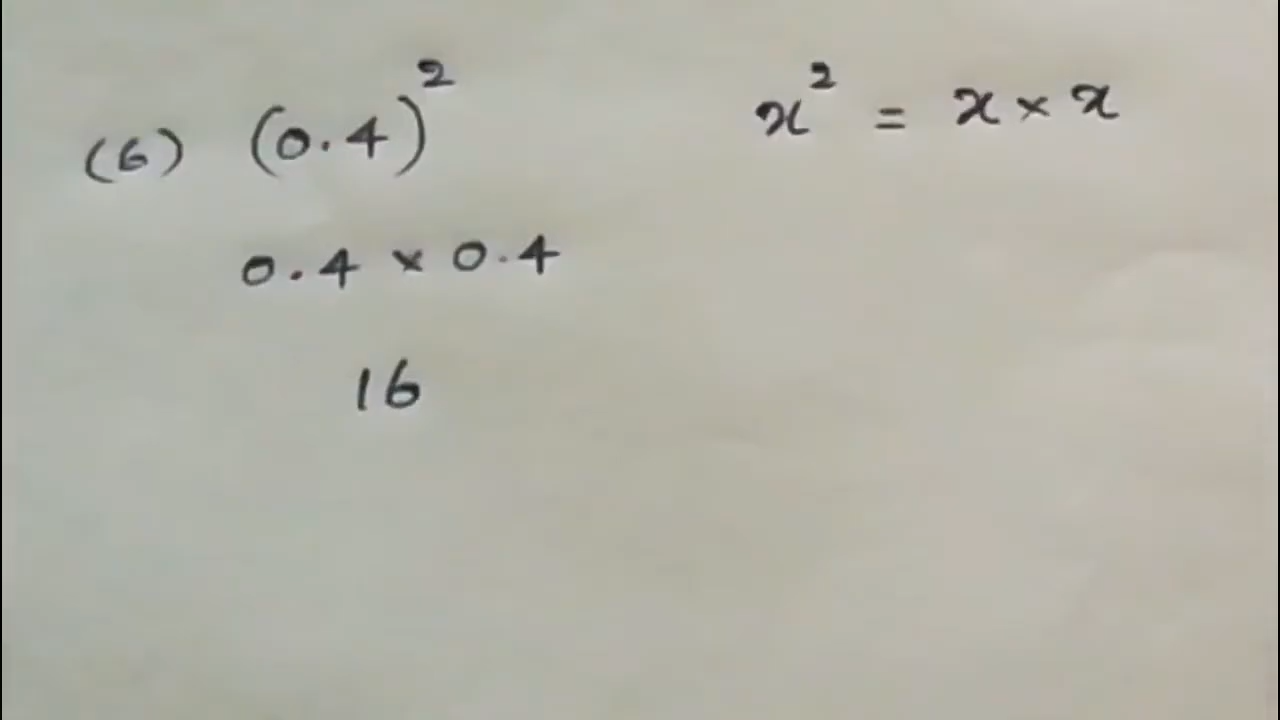 (6) (0.4)² x² = x × x
0.4 × 0.4
16